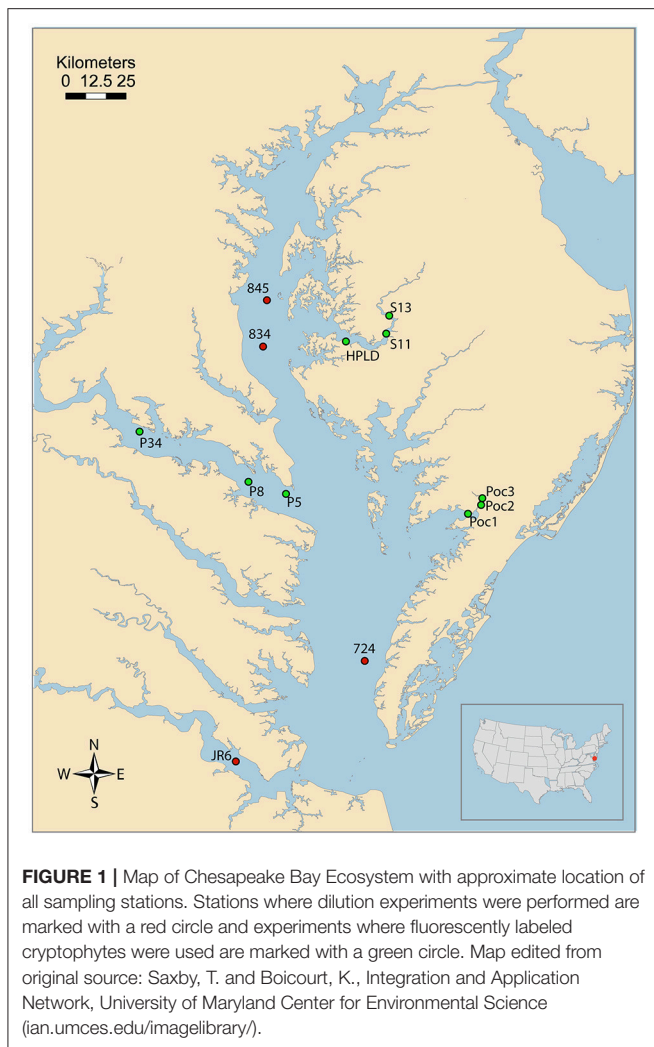 Kilometers
0 12.5 25
845
834
S13
S11
HPLD
P34
P8
P5
Poc3
Poc2
Poc1
724
JR6
N
W E
S
FIGURE 1 | Map of Chesapeake Bay Ecosystem with approximate location of
all sampling stations. Stations where dilution experiments were performed are
marked with a red circle and experiments where fluorescently labeled
cryptophytes were used are marked with a green circle. Map edited from
original source: Saxby, T. and Boicourt, K., Integration and Application
Network, University of Maryland Center for Environmental Science
(ian.umces.edu/imagelibrary/).